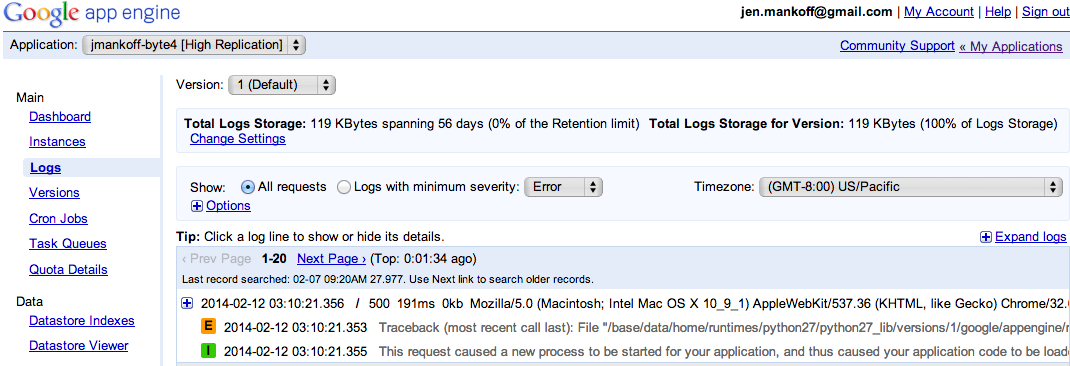 Google app engine
jen.mankoff@gmail.com | My Account | Help | Sign out
Application: jmankoff-byte4 [High Replication]
Community Support « My Applications
Version: 1 (Default)
Main
Dashboard
Instances
Logs
Versions
Cron Jobs
Task Queues
Quota Details
Data
Datastore Indexes
Datastore Viewer
Total Logs Storage: 119 KBytes spanning 56 days (0% of the Retention limit) Total Logs Storage for Version: 119 KBytes (100% of Logs Storage)
Change Settings
Show: All requests Logs with minimum severity: Error Timezone: (GMT-8:00) US/Pacific
Options
Tip: Click a log line to show or hide its details. Expand logs
‹ Prev Page 1-20 Next Page › (Top: 0:01:34 ago)
Last record searched: 02-07 09:20AM 27.977. Use Next link to search older records.
2014-02-12 03:10:21.356 / 500 191ms 0kb Mozilla/5.0 (Macintosh; Intel Mac OS X 10_9_1) AppleWebKit/537.36 (KHTML, like Gecko) Chrome/32.
E 2014-02-12 03:10:21.353 Traceback (most recent call last): File "/base/data/home/runtimes/python27/python27_lib/versions/1/google/appengine/
I 2014-02-12 03:10:21.355 This request caused a new process to be started for your application, and thus caused your application code to be